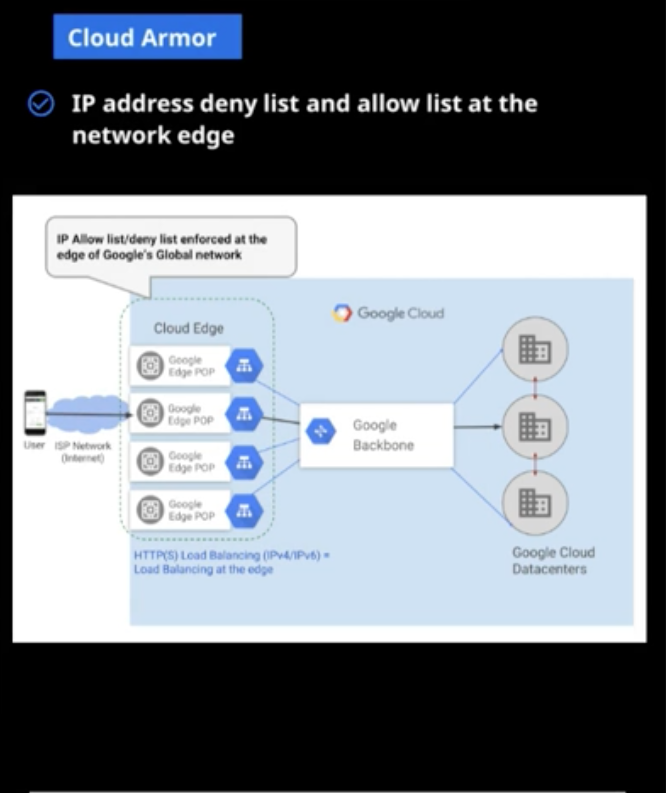 Cloud Armor
IP address deny list and allow list at the
network edge
IP Allow list/deny list enforced at the
edge of Google's Global network
Google Cloud
Cloud Edge
Google
Edge POP
Google
Edge POP
Google
Edge POP
Google
Edge POP
User
ISP Network
(Internet)
Google
Backbone
HTTP(S) Load Balancing (IPv4/IPv6) =
Load Balancing at the edge
Google Cloud
Datacenters